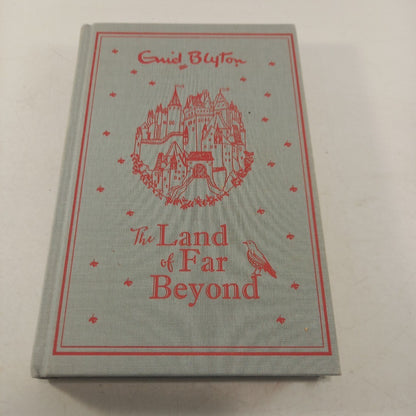 Enid Blyton
The Land
of Far
Beyond